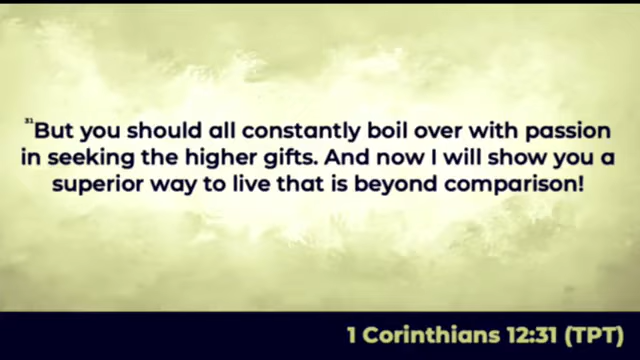 ³¹But you should all constantly boil over with passion
in seeking the higher gifts. And now I will show you a
superior way to live that is beyond comparison!
1 Corinthians 12:31 (TPT)